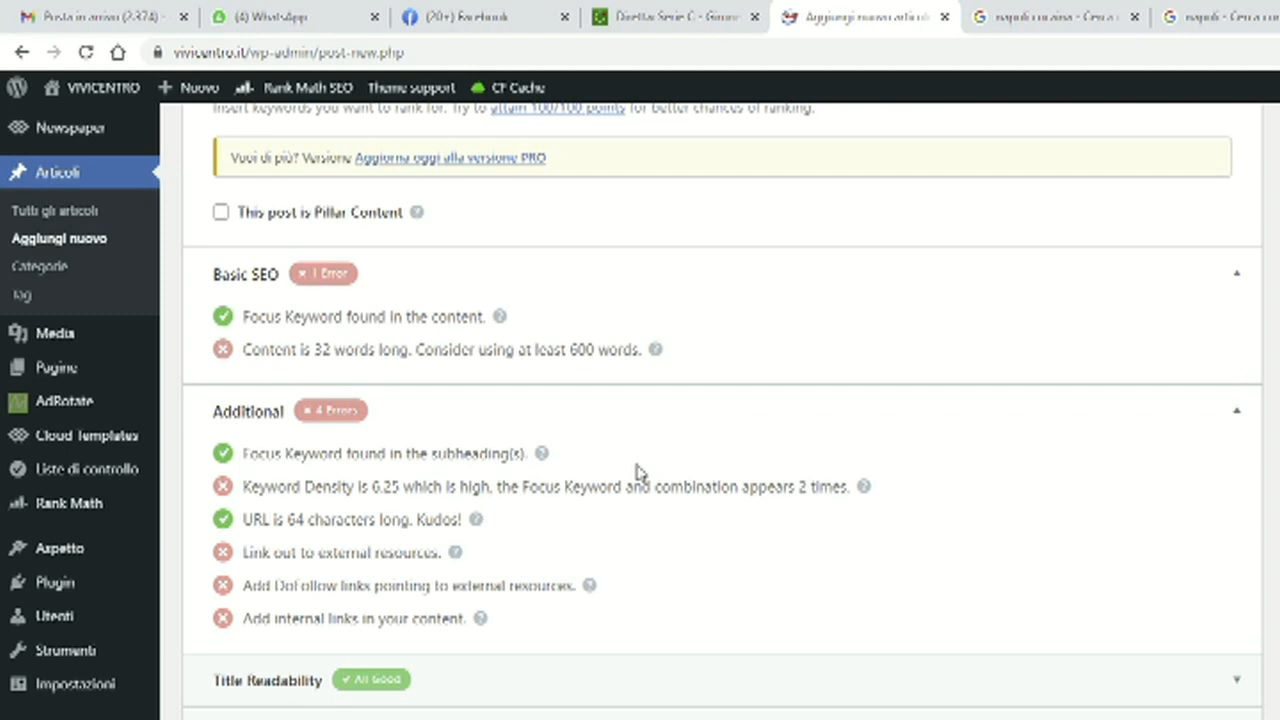 Posta in arrivo (2.374) -
(4) WhatsApp
(20+) Facebook
Diretta Serie C - Girone
Aggiungi nuovo articolo
napoli cucina - Cerca
napoli - Cerca con
vivicentro.it/wp-admin/post-new.php
VIVICENTRO
Nuovo
Rank Math SEO
Theme support
CF Cache
Newspaper
Articoli
Tutti gli articoli
Aggiungi nuovo
Categorie
Tag
Media
Pagine
AdRotate
Cloud Templates
Liste di controllo
Rank Math
Aspetto
Plugin
Utenti
Strumenti
Impostazioni
Insert keywords you want to rank for. Try to attain 100/100 points for better chances of ranking.
Vuoi di più? Versione Aggiorna oggi alla versione PRO
This post is Pillar Content
Basic SEO × 1 Error
Focus Keyword found in the content.
Content is 32 words long. Consider using at least 600 words.
Additional × 4 Errors
Focus Keyword found in the subheading(s).
Keyword Density is 6.25 which is high, the Focus Keyword and combination appears 2 times.
URL is 64 characters long. Kudos!
Link out to external resources.
Add DoFollow links pointing to external resources.
Add internal links in your content.
Title Readability ✓ All Good